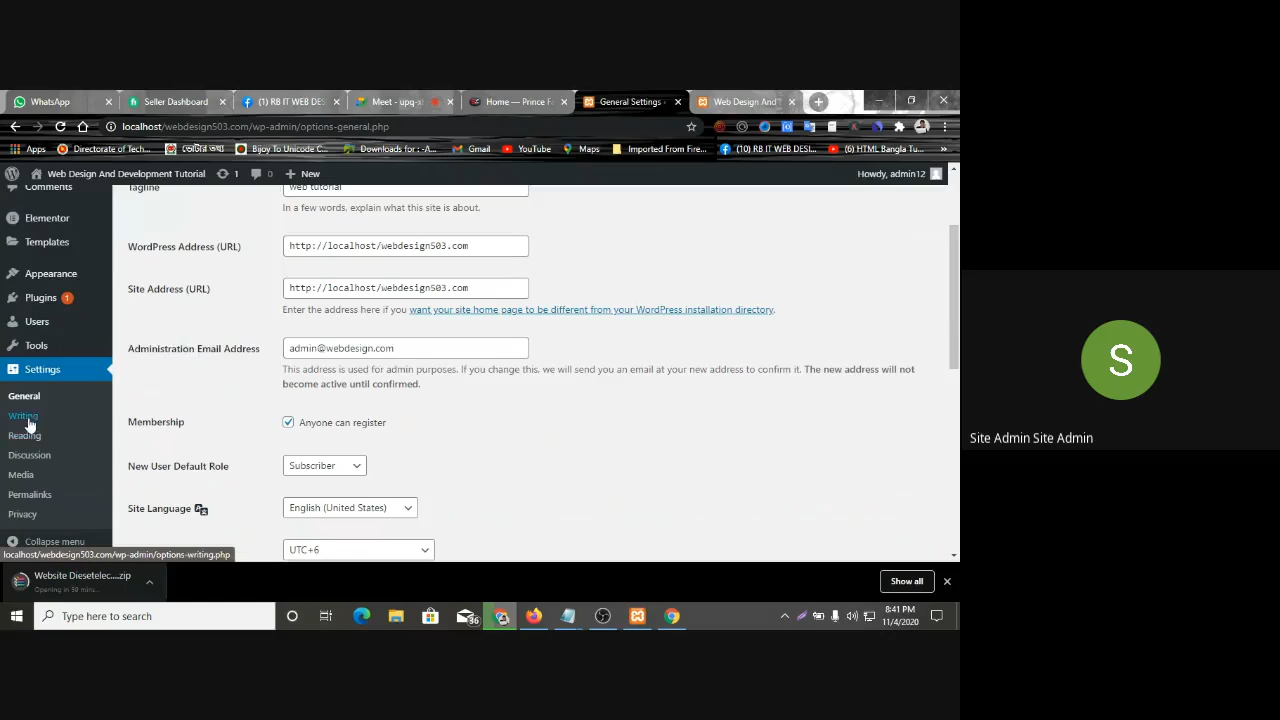 WhatsApp
Seller Dashboard
(1) RB IT WEB DES
Meet - upq-x
Home — Prince F
General Settings
Web Design And
localhost/webdesign503.com/wp-admin/options-general.php
Apps
Directorate of Tech...
Bijoy To Unicode C...
Downloads for : -A...
Gmail
YouTube
Maps
Imported From Fire...
(10) RB IT WEB DESI...
(6) HTML Bangla Tu...
»
Web Design And Development Tutorial
1
0
New
Howdy, admin12
Comments
Elementor
Templates
Appearance
Plugins 1
Users
Tools
Settings
General
Writing
Reading
Discussion
Media
Permalinks
Privacy
Collapse menu
Tagline
web tutorial
In a few words, explain what this site is about.
WordPress Address (URL)
http://localhost/webdesign503.com
Site Address (URL)
http://localhost/webdesign503.com
Enter the address here if you want your site home page to be different from your WordPress installation directory.
Administration Email Address
admin@webdesign.com
This address is used for admin purposes. If you change this, we will send you an email at your new address to confirm it. The new address will not
become active until confirmed.
Membership
Anyone can register
New User Default Role
Subscriber
Site Language
English (United States)
UTC+6
localhost/webdesign503.com/wp-admin/options-writing.php
Website Diesetelec....zip
Opening in 50 mins...
Show all
Type here to search
36
8:41 PM
11/4/2020
S
Site Admin Site Admin